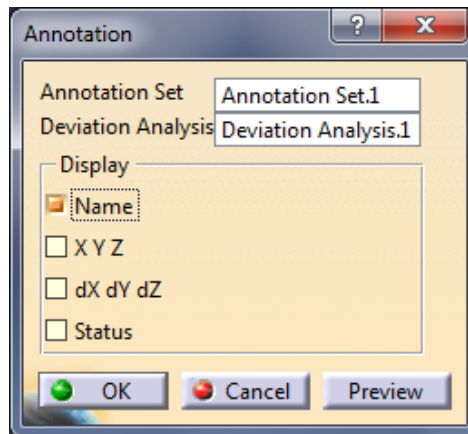 Annotation
?
X
Annotation Set Annotation Set.1
Deviation Analysis Deviation Analysis.1
Display
Name
X Y Z
dX dY dZ
Status
OK Cancel Preview